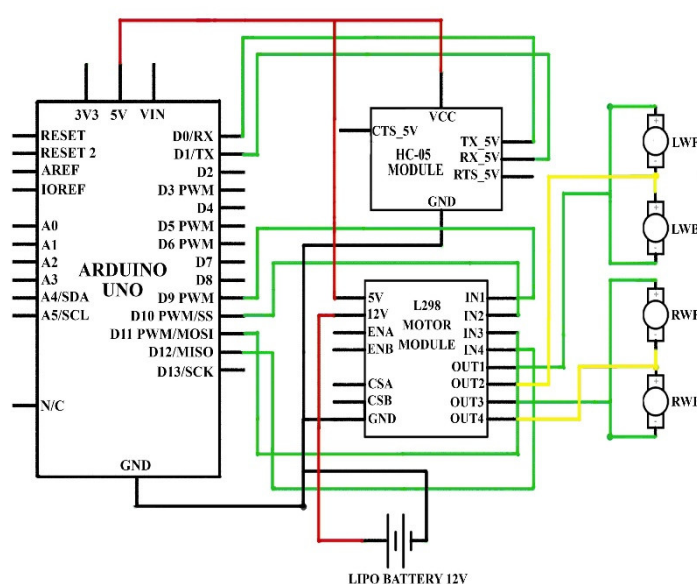 3V3
5V
VIN
RESET
RESET 2
AREF
IOREF
A0
A1
A2
A3
A4/SDA
A5/SCL
N/C
ARDUINO
UNO
D0/RX
D1/TX
D2
D3 PWM
D4
D5 PWM
D6 PWM
D7
D8
D9 PWM
D10 PWM/SS
D11 PWM/MOSI
D12/MISO
D13/SCK
GND
VCC
CTS_5V
HC-05
MODULE
TX_5V
RX_5V
RTS_5V
GND
5V
12V
ENA
ENB
CSA
CSB
GND
L298
MOTOR
MODULE
IN1
IN2
IN3
IN4
OUT1
OUT2
OUT3
OUT4
LWB
LIPO BATTERY 12V